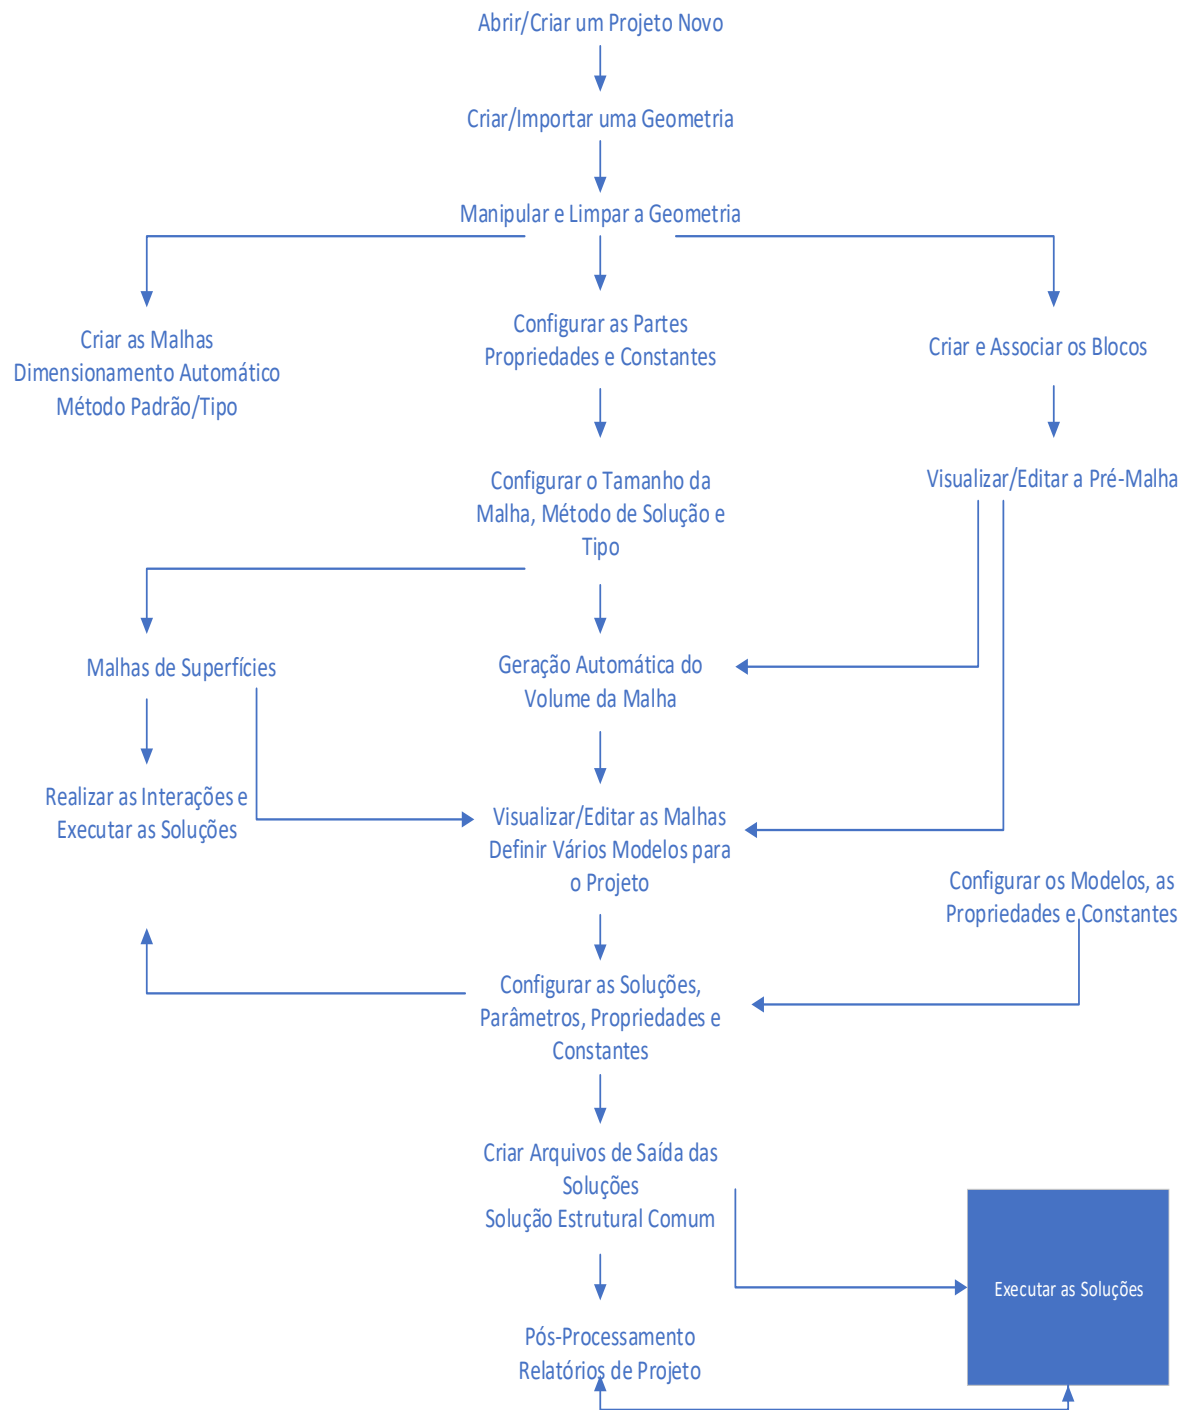 Abrir/Criar um Projeto Novo
Criar/Importar uma Geometria
Manipular e Limpar a Geometria
Criar as Malhas
Dimensionamento Automático
Método Padrão/Tipo
Configurar as Partes
Propriedades e Constantes
Criar e Associar os Blocos
Configurar o Tamanho da
Malha, Método de Solução e
Tipo
Visualizar/Editar a Pré-Malha
Malhas de Superfícies
Geração Automática do
Volume da Malha
Realizar as Interações e
Executar as Soluções
Visualizar/Editar as Malhas
Definir Vários Modelos para
o Projeto
Configurar os Modelos, as
Propriedades e Constantes
Configurar as Soluções,
Parâmetros, Propriedades e
Constantes
Criar Arquivos de Saída das
Soluções
Solução Estrutural Comum
Executar as Soluções
Pós-Processamento
Relatórios de Projeto